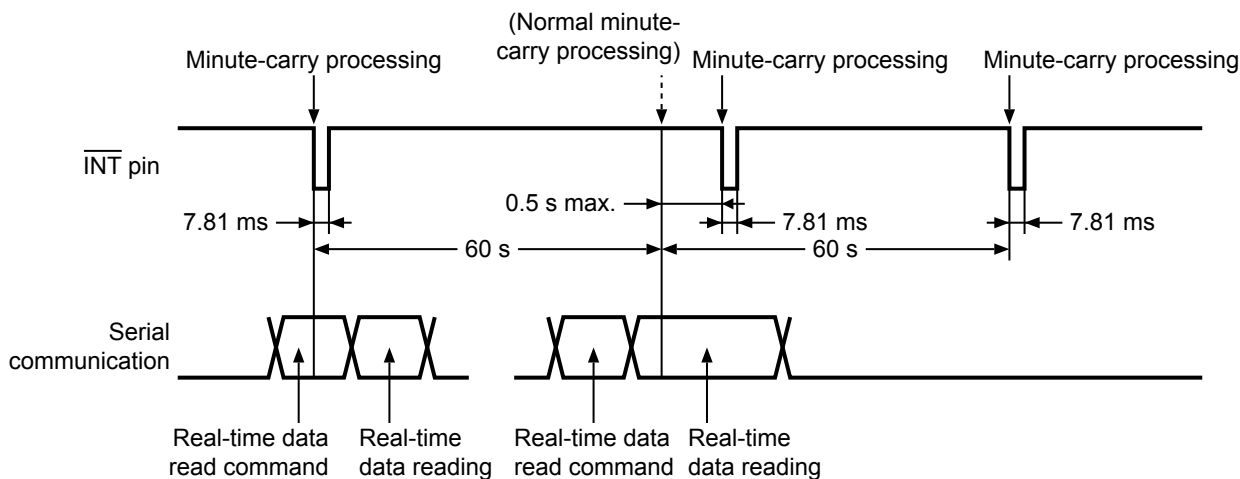 (Normal minute-
carry processing)
Minute-carry processing
Minute-carry processing
Minute-carry processing
INT pin
0.5 s max.
7.81 ms
7.81 ms
7.81 ms
60 s
60 s
Serial
communication
Real-time data
read command
Real-time
data reading
Real-time data
read command
Real-time
data reading